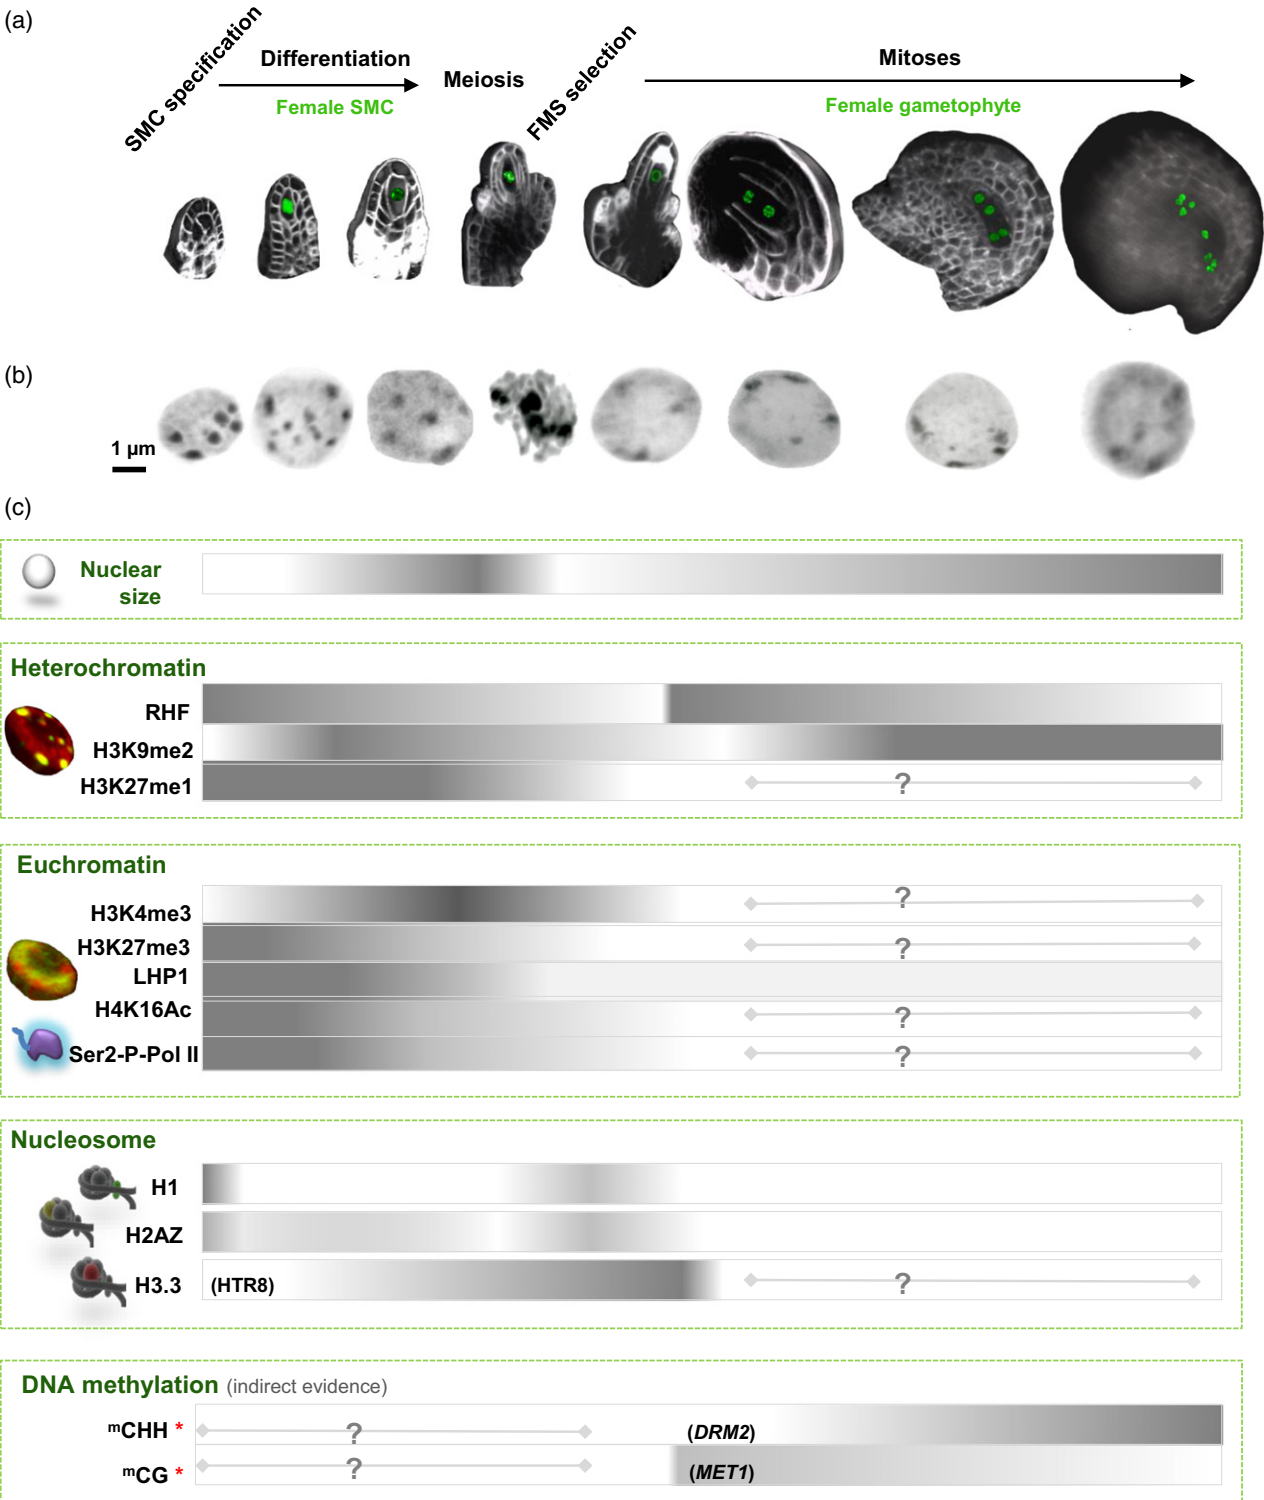 (a)
SMC specification
Differentiation
Female SMC
Meiosis
FMS selection
Mitoses
Female gametophyte
(b)
1 µm
(c)
Nuclear
size
Heterochromatin
RHF
H3K9me2
H3K27me1
?
Euchromatin
H3K4me3
?
H3K27me3
?
LHP1
H4K16Ac
?
Ser2-P-Pol II
?
Nucleosome
H1
H2AZ
H3.3
(HTR8)
?
DNA methylation (indirect evidence)
mCHH *
?
(DRM2)
mCG *
?
(MET1)